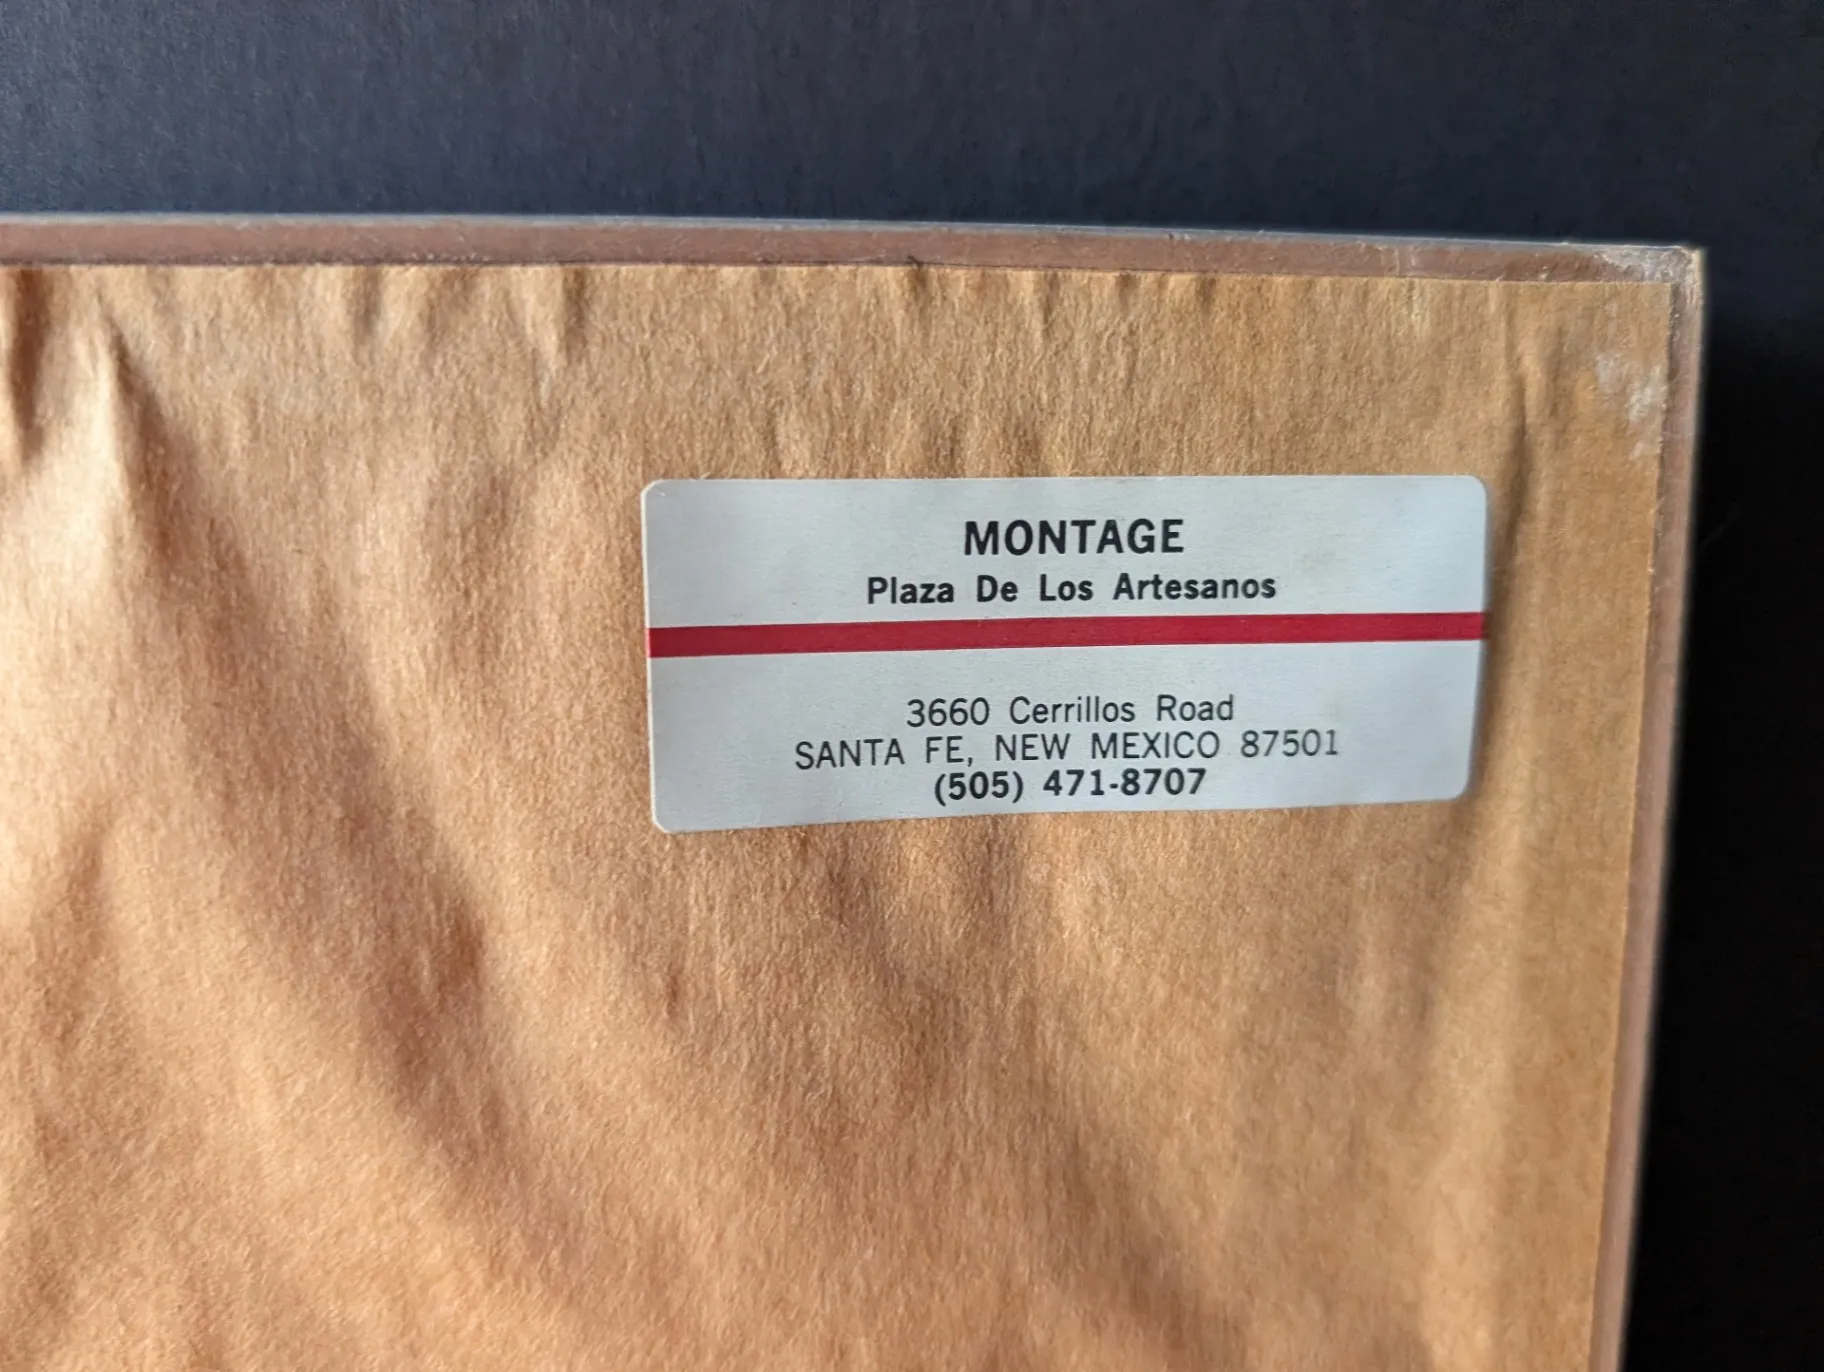 MONTAGE
Plaza De Los Artesanos
3660 Cerrillos Road
SANTA FE, NEW MEXICO 87501
(505) 471-8707